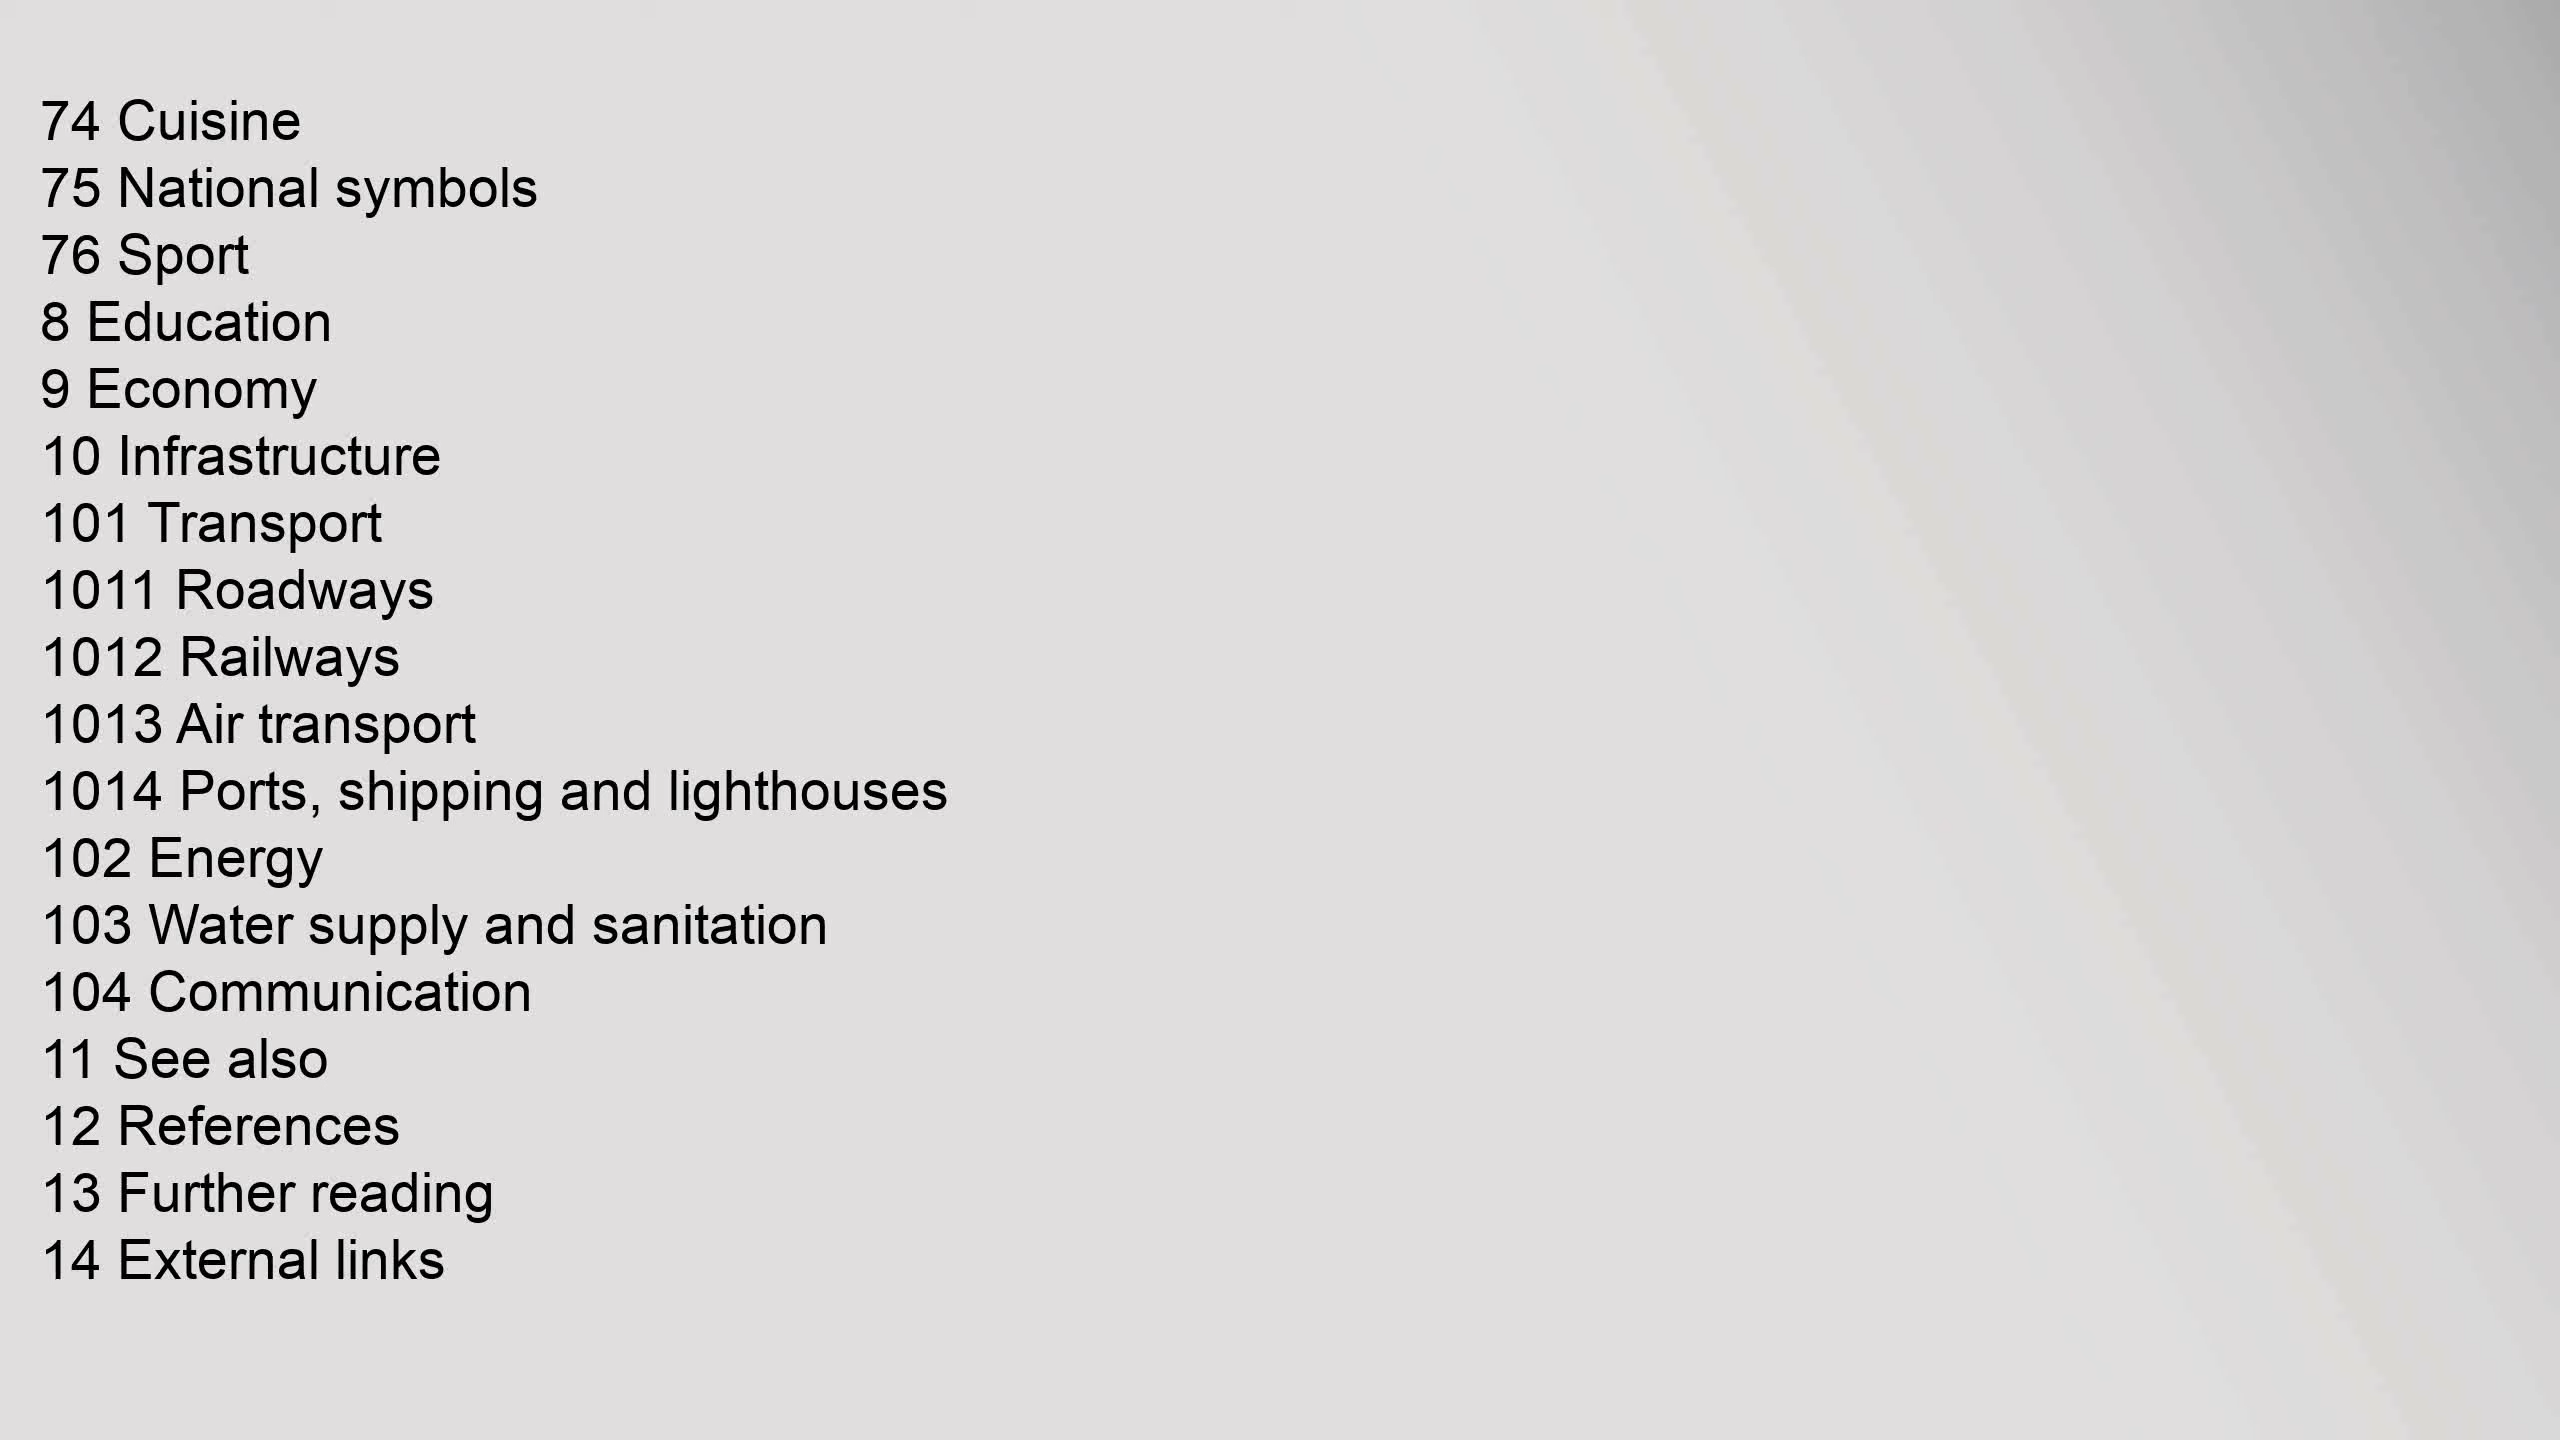 74 Cuisine
75 National symbols
76 Sport
8 Education
9 Economy
10 Infrastructure
101 Transport
1011 Roadways
1012 Railways
1013 Air transport
1014 Ports, shipping and lighthouses
102 Energy
103 Water supply and sanitation
104 Communication
11 See also
12 References
13 Further reading
14 External links